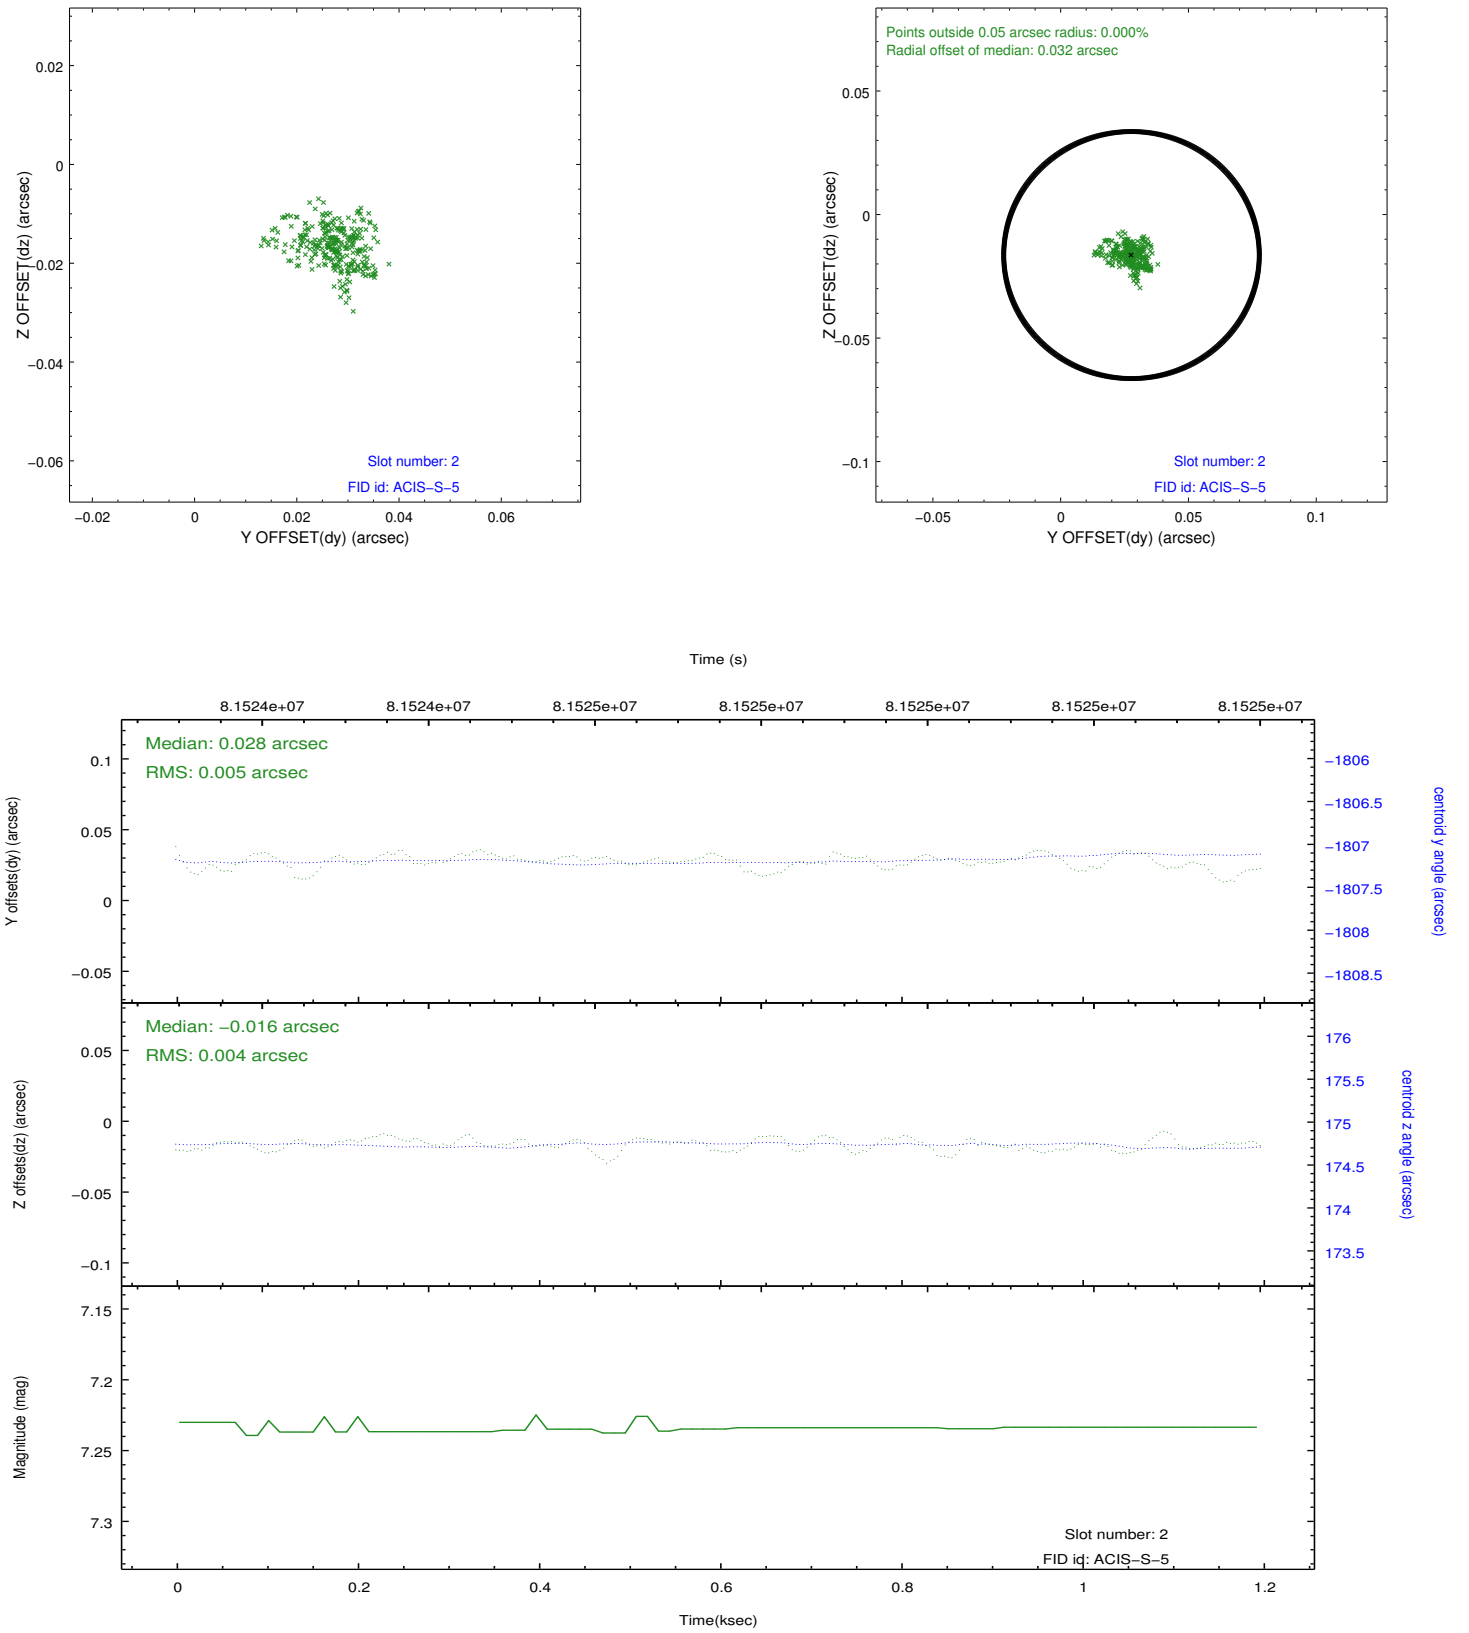 0.02
0
−0.02
−0.04
−0.06
Z OFFSET(dz) (arcsec)
Slot number: 2
FID id: ACIS−S−5
−0.02 0 0.02 0.04 0.06
Y OFFSET(dy) (arcsec)
Points outside 0.05 arcsec radius: 0.000%
Radial offset of median: 0.032 arcsec
0.05
0
−0.05
−0.1
Z OFFSET(dz) (arcsec)
Slot number: 2
FID id: ACIS−S−5
−0.05 0 0.05 0.1
Y OFFSET(dy) (arcsec)
Time (s)
8.1524e+07 8.1524e+07 8.1525e+07 8.1525e+07 8.1525e+07 8.1525e+07 8.1525e+07
Median: 0.028 arcsec
RMS: 0.005 arcsec
0.1
0.05
0
−0.05
Y offsets(dy) (arcsec)
−1806
−1806.5
−1807
−1807.5
−1808
−1808.5
centroid y angle (arcsec)
Median: −0.016 arcsec
RMS: 0.004 arcsec
0.05
0
−0.05
−0.1
Z offsets(dz) (arcsec)
176
175.5
175
174.5
174
173.5
centroid z angle (arcsec)
7.15
7.2
7.25
7.3
Magnitude (mag)
Slot number: 2
FID id: ACIS−S−5
0 0.2 0.4 0.6 0.8 1 1.2
Time(ksec)